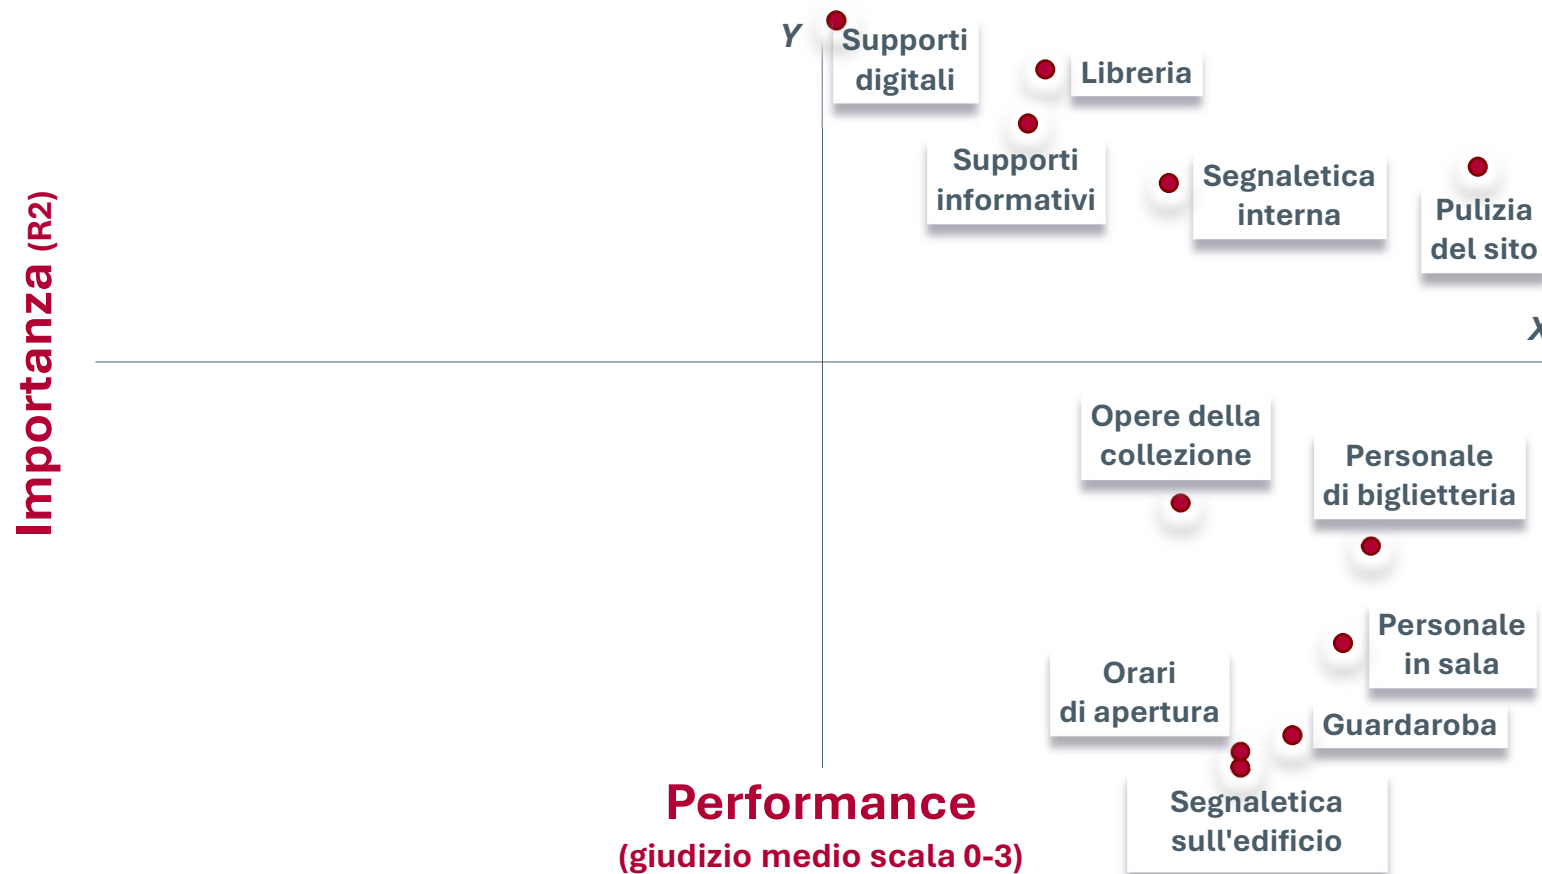 Y
Supporti
digitali
Libreria
Supporti
informativi
Segnaletica
interna
Pulizia
del sito
X
Importanza (R2)
Opere della
collezione
Personale
di biglietteria
Personale
in sala
Orari
di apertura
Guardaroba
Segnaletica
sull'edificio
Performance
(giudizio medio scala 0-3)